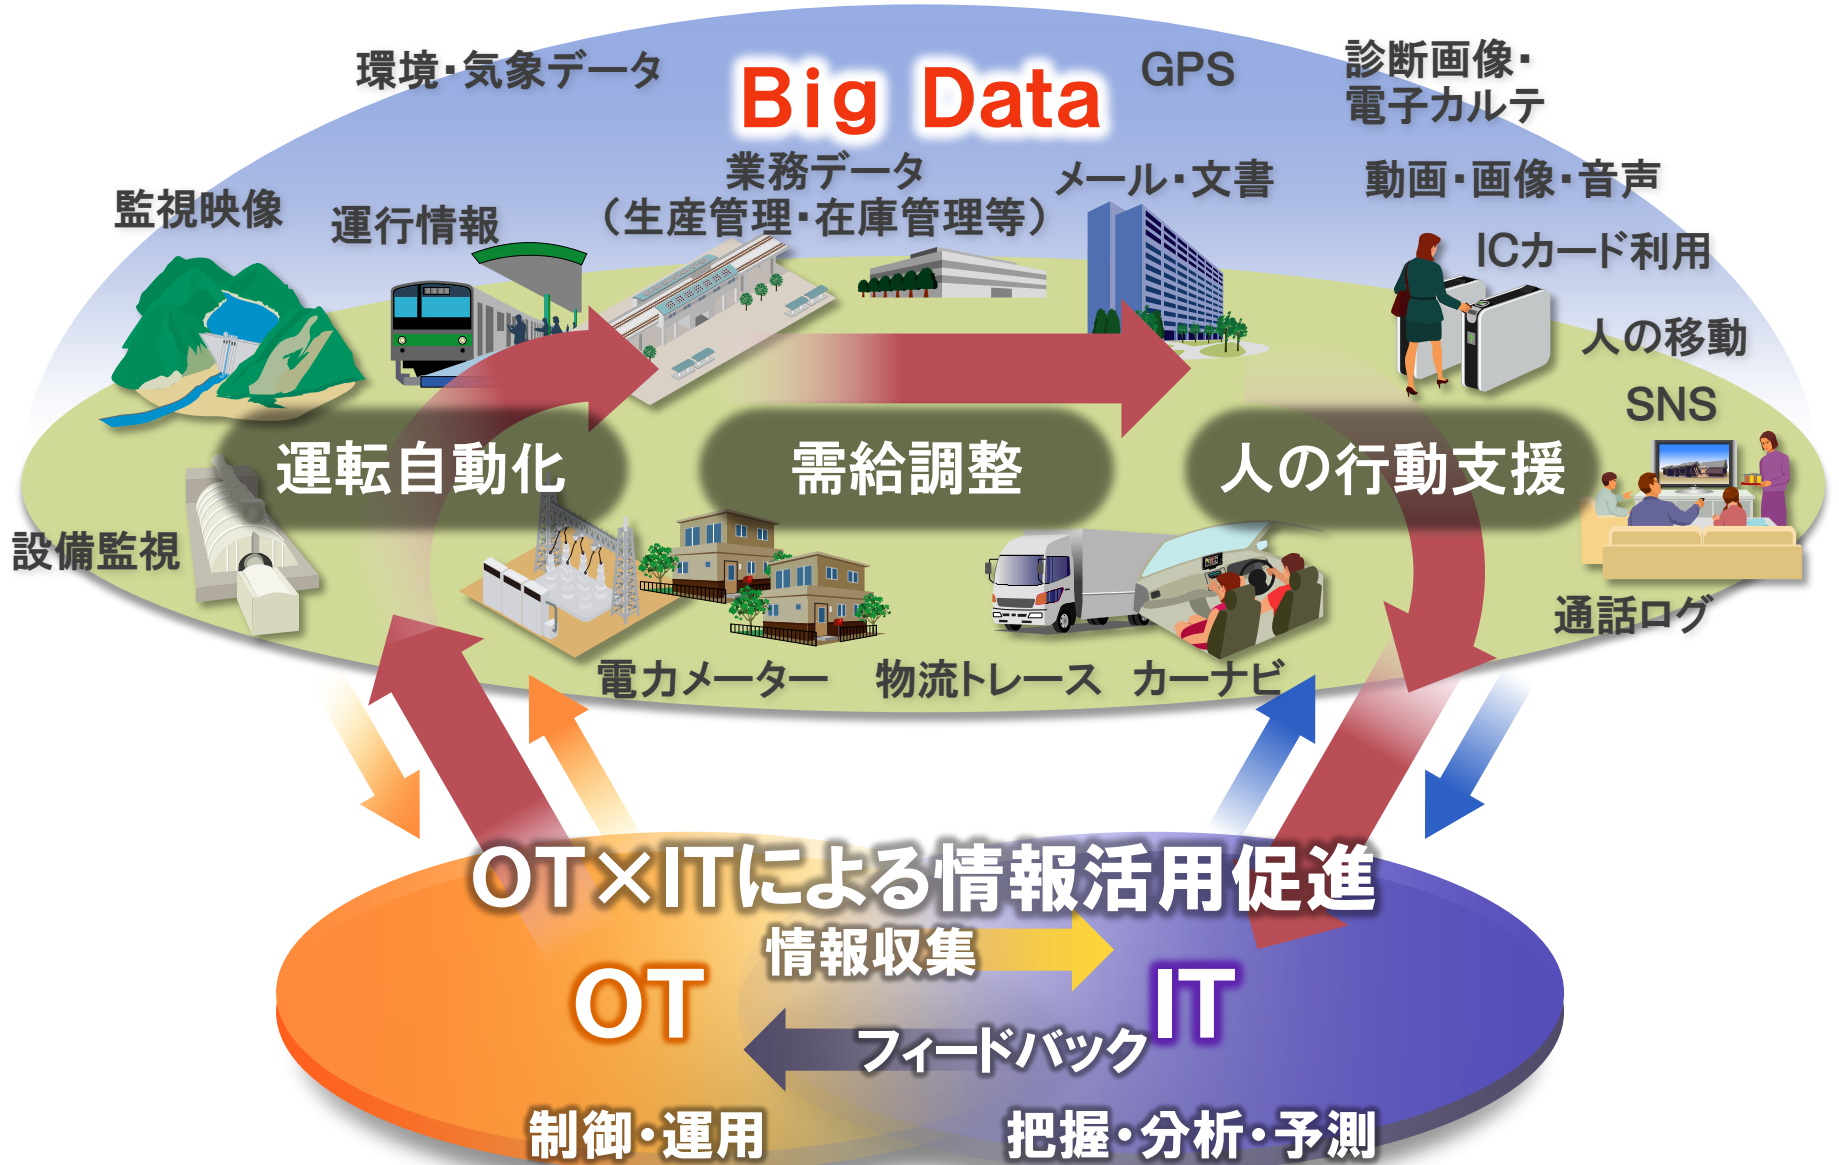 環境・気象データ
Big Data
GPS
診断画像・
電子カルテ
業務データ
（生産管理・在庫管理等）
メール・文書
動画・画像・音声
監視映像
運行情報
ICカード利用
人の移動
SNS
運転自動化
需給調整
人の行動支援
設備監視
通話ログ
電力メーター
物流トレース
カーナビ
OT×ITによる情報活用促進
情報収集
OT
IT
フィードバック
制御・運用
把握・分析・予測